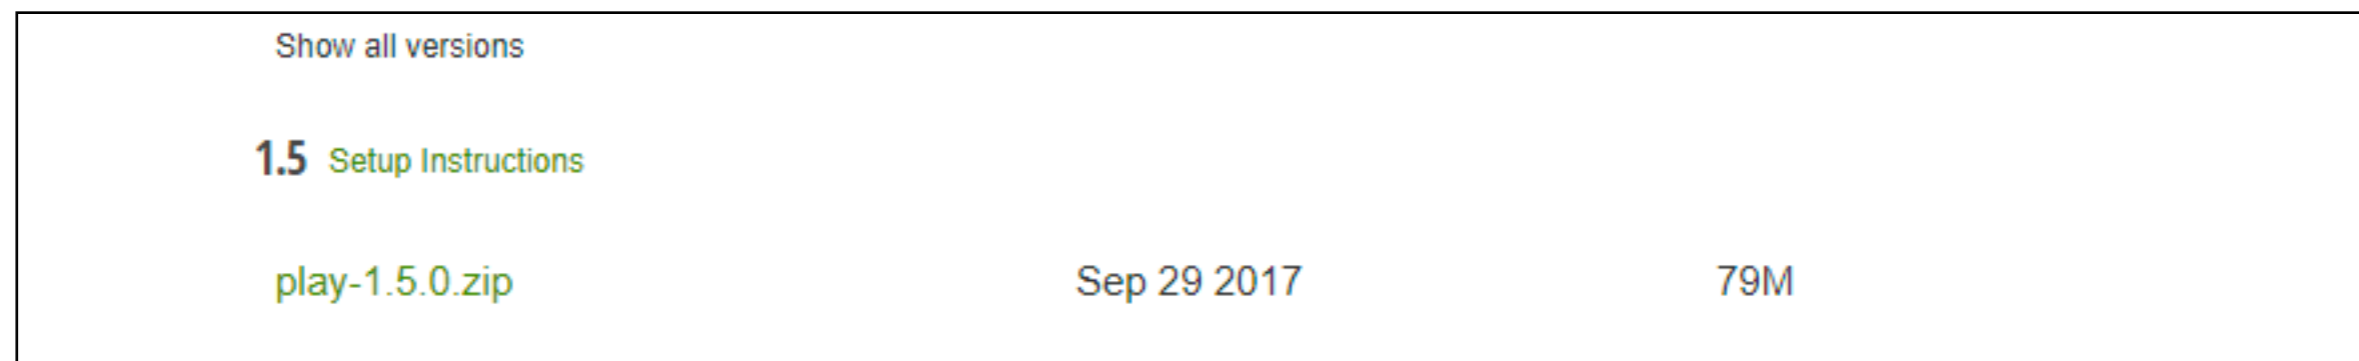 Show all versions
1.5 Setup Instructions
play-1.5.0.zip Sep 29 2017 79M